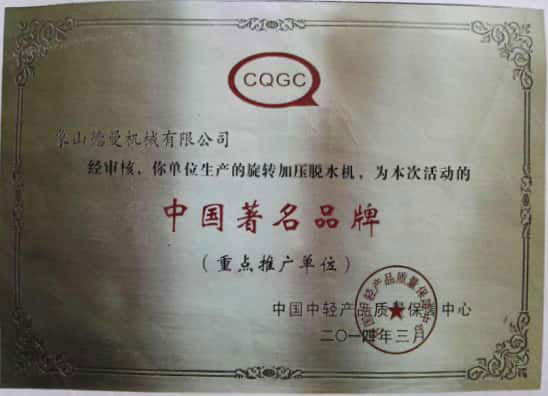 CQGC
象山德曼机械有限公司
经审核，你单位生产的旋转加压脱水机，为本次活动的
中国著名品牌
（重点推广单位）
中国中轻产品质量保障中心
二〇一四年三月